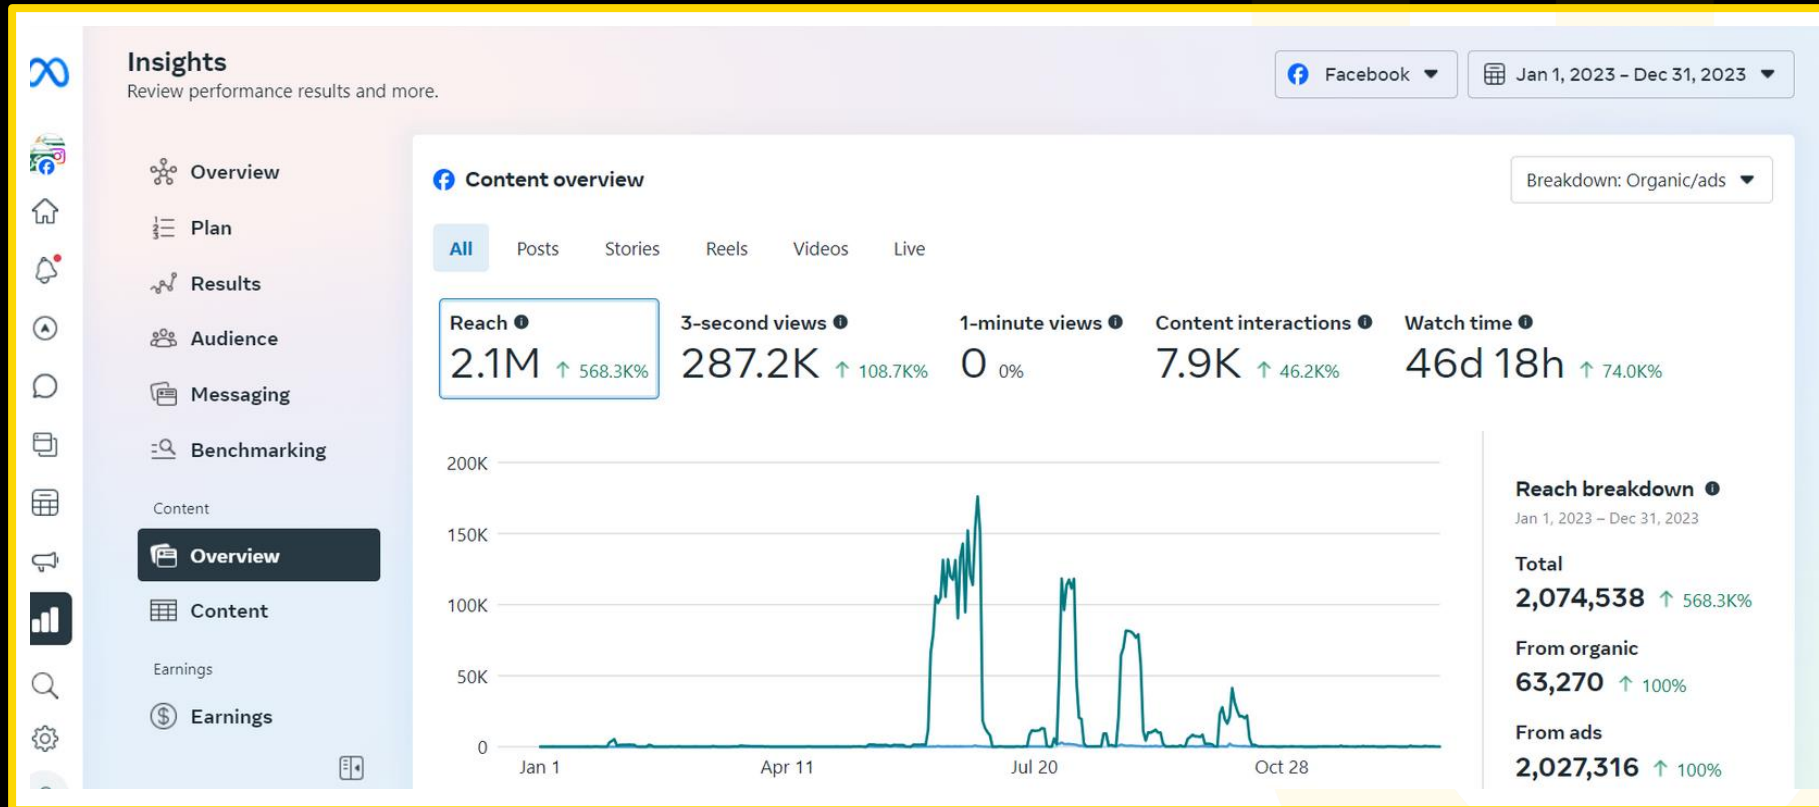 Insights
Review performance results and more.
Facebook
Jan 1, 2023 – Dec 31, 2023
Overview
Plan
Results
Audience
Messaging
Benchmarking
Content
Overview
Content
Earnings
Earnings
Content overview
Breakdown: Organic/ads
All Posts Stories Reels Videos Live
Reach
2.1M ↑ 568.3K%
3-second views
287.2K ↑ 108.7K%
1-minute views
0 0%
Content interactions
7.9K ↑ 46.2K%
Watch time
46d 18h ↑ 74.0K%
200K
150K
100K
50K
0
Jan 1 Apr 11 Jul 20 Oct 28
Reach breakdown
Jan 1, 2023 – Dec 31, 2023
Total
2,074,538 ↑ 568.3K%
From organic
63,270 ↑ 100%
From ads
2,027,316 ↑ 100%